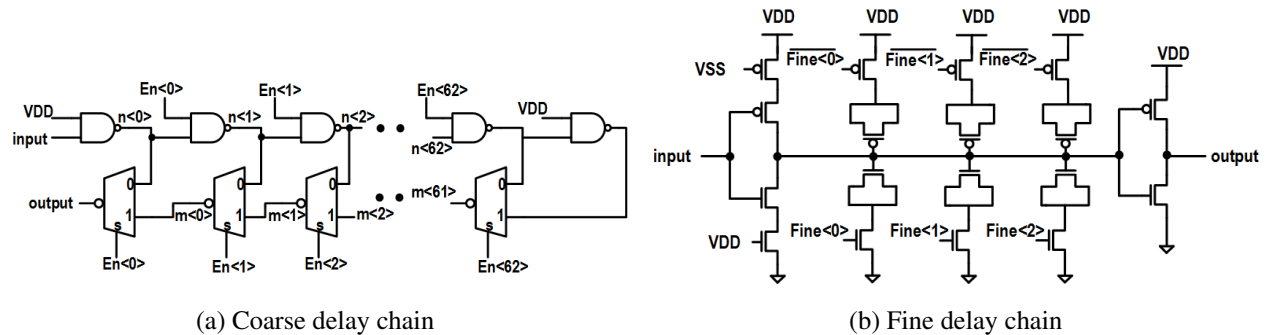 VDD
input
En<0>
n<0>
En<1>
n<1>
n<2>
En<62>
n<62>
VDD
0
1
s
output
m<0>
En<0>
0
1
s
m<1>
En<1>
0
1
s
m<2>
En<2>
m<61>
0
1
s
En<62>
(a) Coarse delay chain
VDD
VDD
VDD
VDD
VSS
Fine<0>
Fine<1>
Fine<2>
VDD
input
output
VDD
Fine<0>
Fine<1>
Fine<2>
(b) Fine delay chain